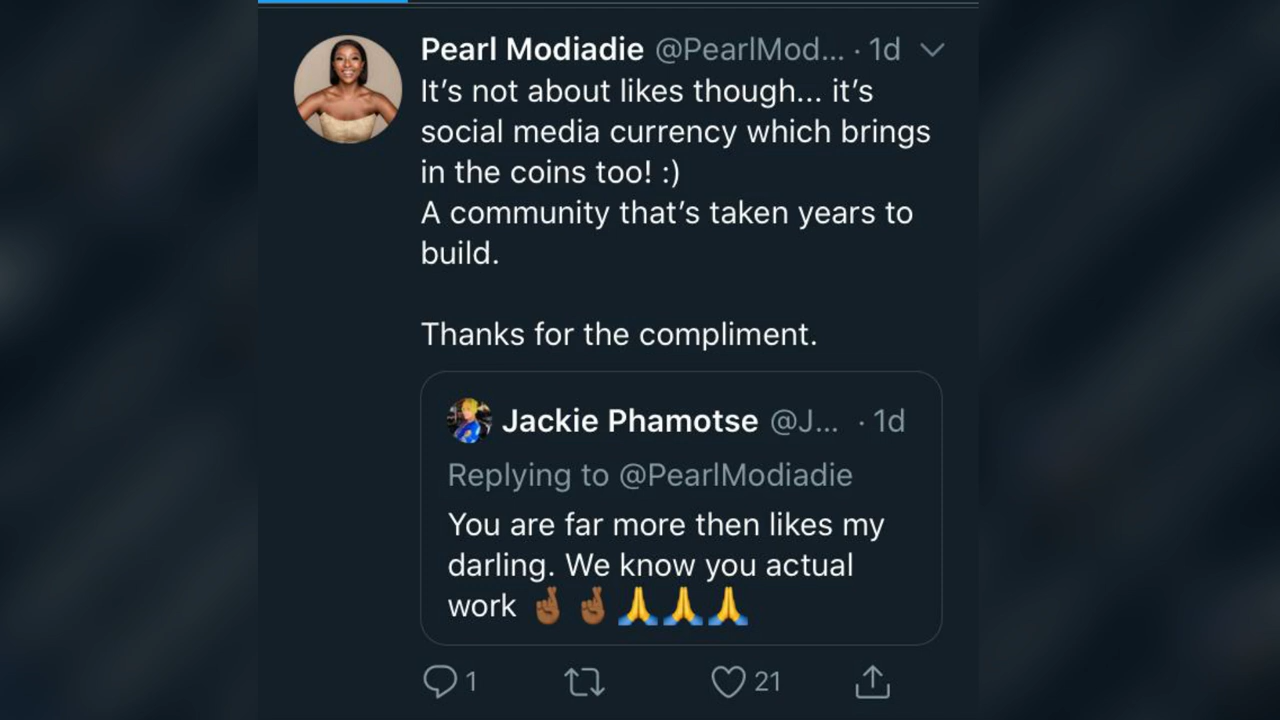 Pearl Modiadie @PearlMod... · 1d
It's not about likes though... it's
social media currency which brings
in the coins too! :)
A community that's taken years to
build.
Thanks for the compliment.
Jackie Phamotse @J... · 1d
Replying to @PearlModiadie
You are far more then likes my
darling. We know you actual
work 🤞🏾🤞🏾🙏🙏🙏
1 21